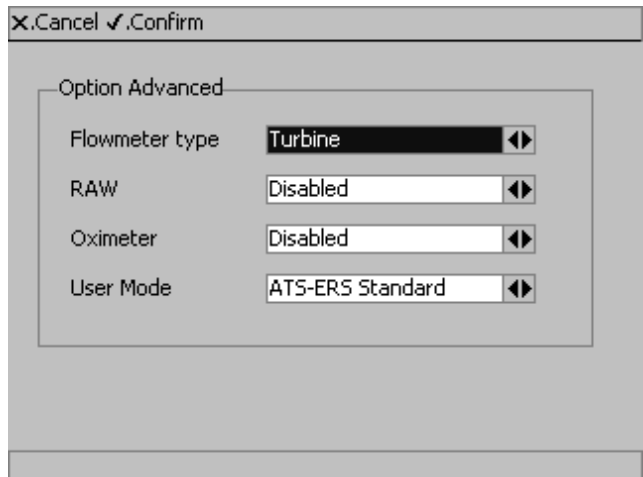 ✕.Cancel ✓.Confirm
Option Advanced
Flowmeter type Turbine
RAW Disabled
Oximeter Disabled
User Mode ATS-ERS Standard